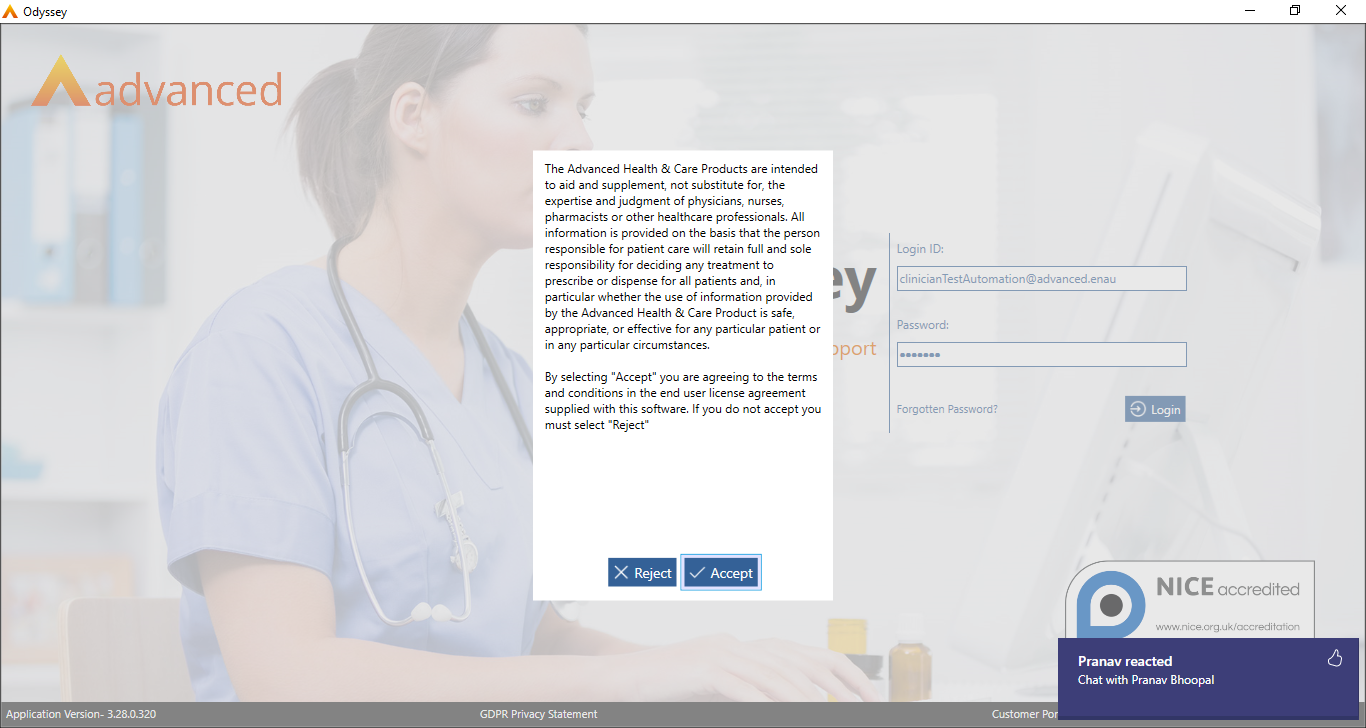 Odyssey
advanced
The Advanced Health & Care Products are intended
to aid and supplement, not substitute for, the
expertise and judgment of physicians, nurses,
pharmacists or other healthcare professionals. All
information is provided on the basis that the person
responsible for patient care will retain full and sole
responsibility for deciding any treatment to
prescribe or dispense for all patients and, in
particular whether the use of information provided
by the Advanced Health & Care Product is safe,
appropriate, or effective for any particular patient or
in any particular circumstances.
By selecting "Accept" you are agreeing to the terms
and conditions in the end user license agreement
supplied with this software. If you do not accept you
must select "Reject"
Reject
Accept
Login ID:
clinicianTestAutomation@advanced.enau
Password:
Forgotten Password?
Login
NICE accredited
www.nice.org.uk/accreditation
Pranav reacted
Chat with Pranav Bhoopal
Application Version- 3.28.0.320
GDPR Privacy Statement
Customer